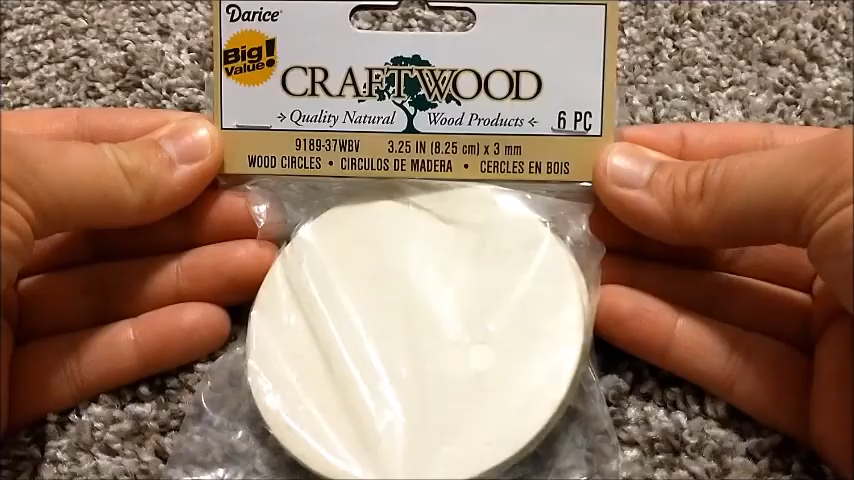 Darice®
Big Value!
CRAFTWOOD
Quality Natural Wood Products
6 PC
9189-37WBV 3.25 IN (8.25 cm) x 3 mm
WOOD CIRCLES • CIRCULOS DE MADERA • CERCLES EN BOIS